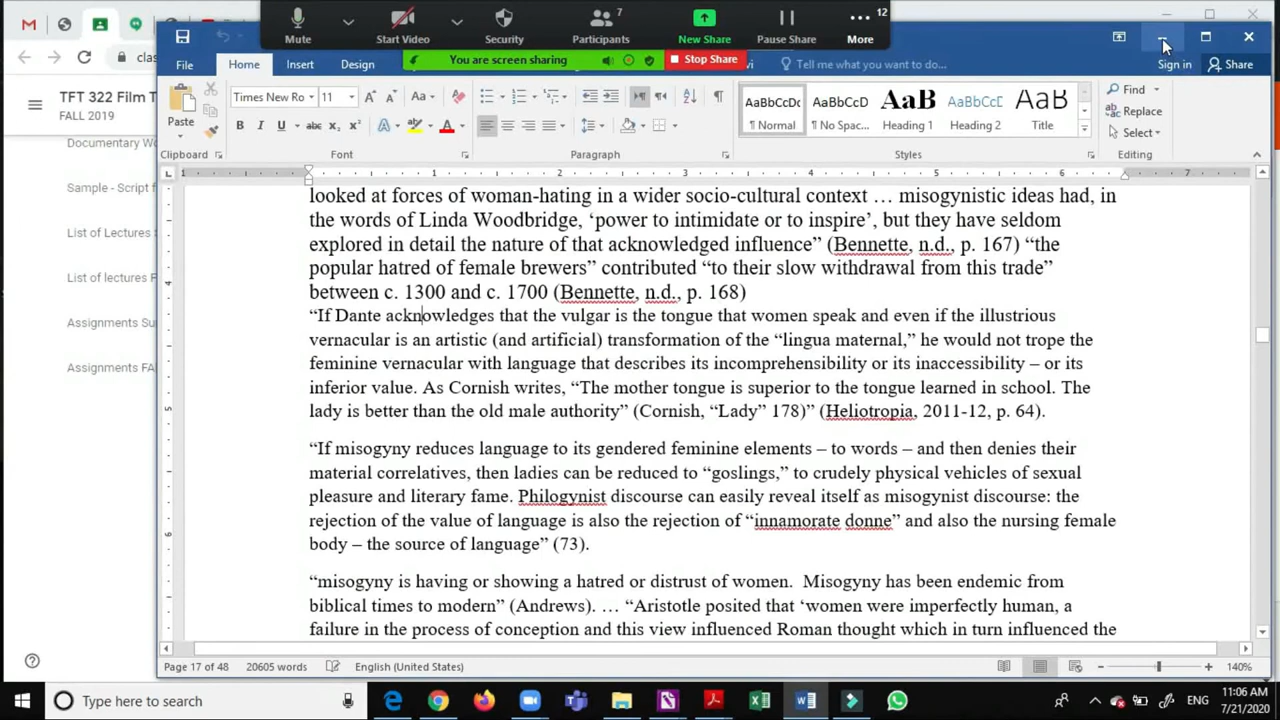 Mute
Start Video
Security
Participants
7
New Share
Pause Share
More
12
You are screen sharing
Stop Share
File
Home
Insert
Design
Tell me what you want to do...
Sign in
Share
Paste
Times New Ro
11
Aa
Find
Replace
Select
AaBbCcDc
¶ Normal
AaBbCcDc
¶ No Spac...
AaB
Heading 1
AaBbCcE
Heading 2
AaB
Title
Clipboard
Font
Paragraph
Styles
Editing
clas
TFT 322 Film T
FALL 2019
Documentary Wo
Sample - Script f
List of Lectures
List of lectures F
Assignments Su
Assignments FA
1 1 2 3 4 5 6 7
looked at forces of woman-hating in a wider socio-cultural context … misogynistic ideas had, in
the words of Linda Woodbridge, ‘power to intimidate or to inspire’, but they have seldom
explored in detail the nature of that acknowledged influence” (Bennette, n.d., p. 167) “the
popular hatred of female brewers” contributed “to their slow withdrawal from this trade”
between c. 1300 and c. 1700 (Bennette, n.d., p. 168)
“If Dante acknowledges that the vulgar is the tongue that women speak and even if the illustrious
vernacular is an artistic (and artificial) transformation of the “lingua maternal,” he would not trope the
feminine vernacular with language that describes its incomprehensibility or its inaccessibility – or its
inferior value. As Cornish writes, “The mother tongue is superior to the tongue learned in school. The
lady is better than the old male authority” (Cornish, “Lady” 178)” (Heliotropia, 2011-12, p. 64).
“If misogyny reduces language to its gendered feminine elements – to words – and then denies their
material correlatives, then ladies can be reduced to “goslings,” to crudely physical vehicles of sexual
pleasure and literary fame. Philogynist discourse can easily reveal itself as misogynist discourse: the
rejection of the value of language is also the rejection of “innamorate donne” and also the nursing female
body – the source of language” (73).
“misogyny is having or showing a hatred or distrust of women. Misogyny has been endemic from
biblical times to modern” (Andrews). … “Aristotle posited that ‘women were imperfectly human, a
failure in the process of conception and this view influenced Roman thought which in turn influenced the
Page 17 of 48
20605 words
English (United States)
140%
Type here to search
ENG
11:06 AM
7/21/2020